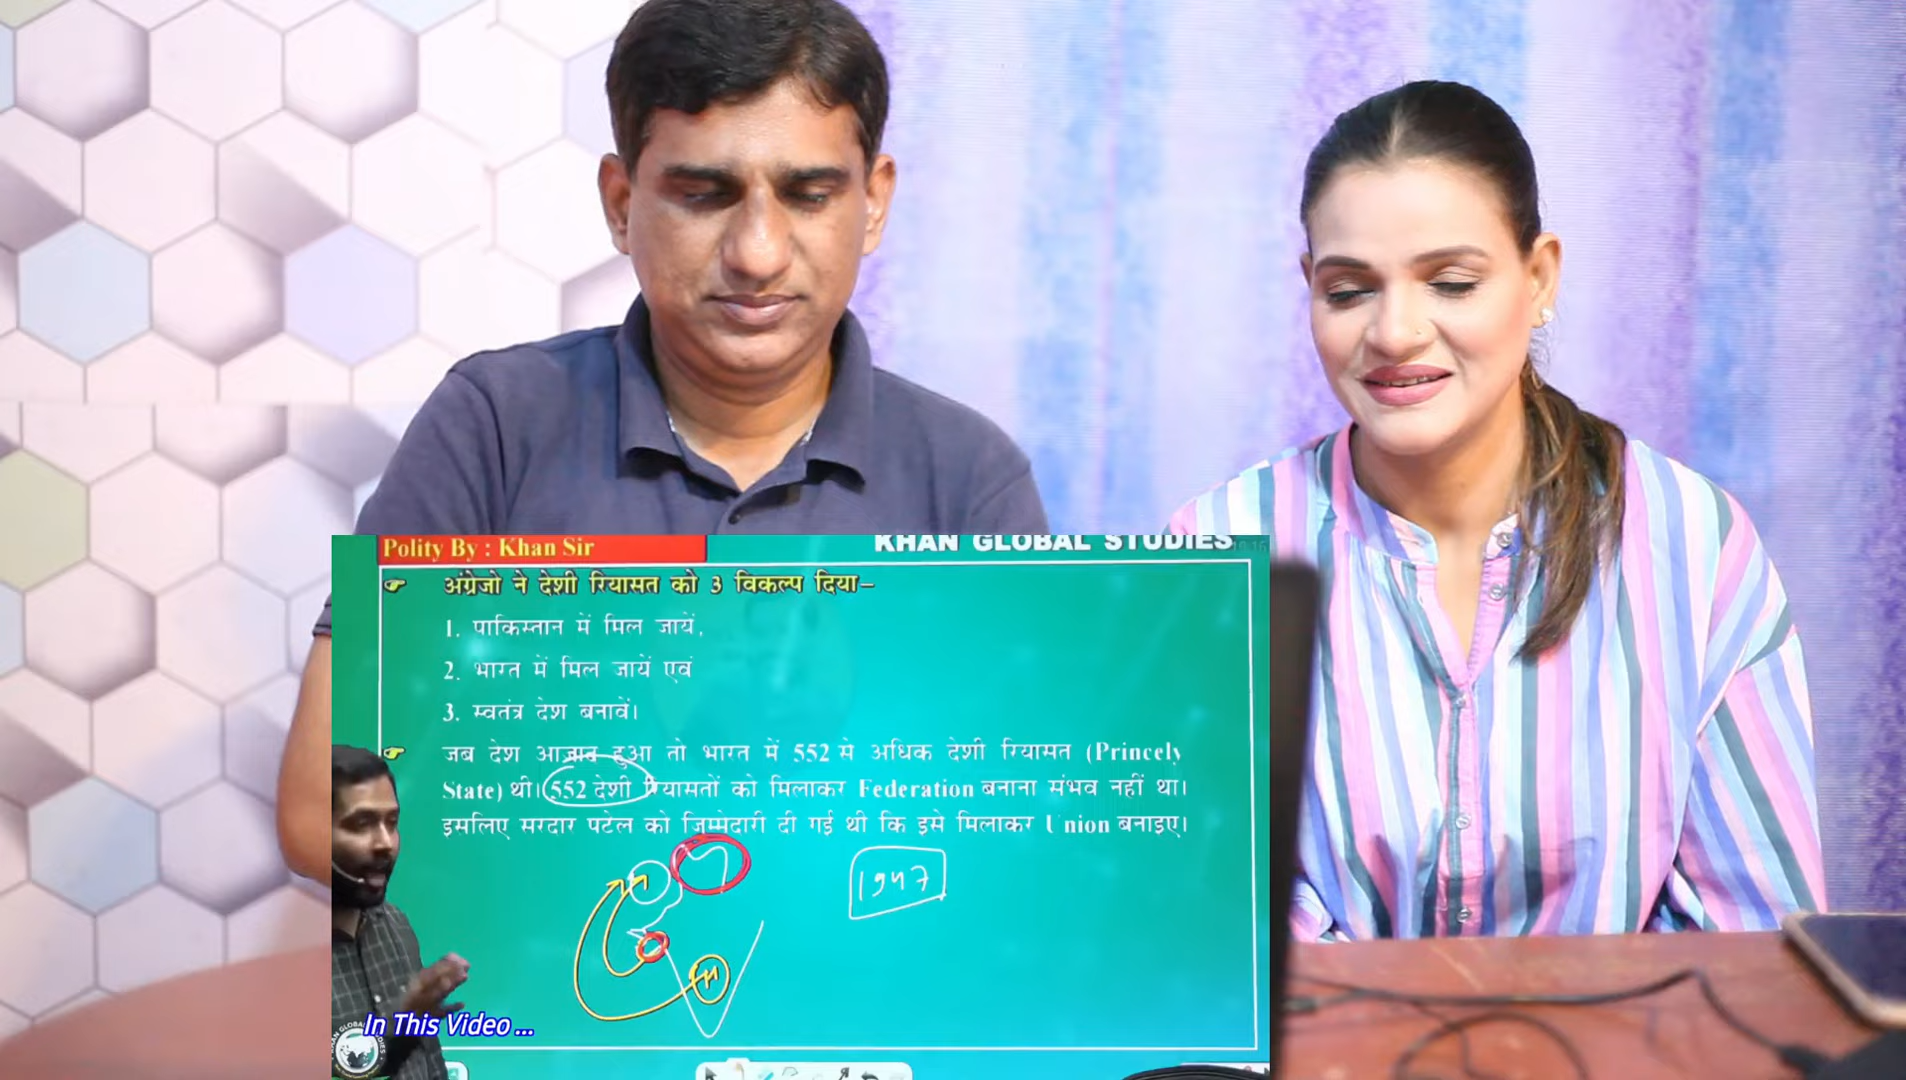 Polity By : Khan Sir
KHAN GLOBAL STUDIES
अंग्रेजो ने देशी रियासत को 3 विकल्प दिया–
1. पाकिस्तान में मिल जायें,
2. भारत में मिल जायें एवं
3. स्वतंत्र देश बनावें।
जब देश आजाद हुआ तो भारत में 552 से अधिक देशी रियासत (Princely
State) थी। 552 देशी रियासतों को मिलाकर Federation बनाना संभव नहीं था।
इसलिए सरदार पटेल को जिम्मेदारी दी गई थी कि इसे मिलाकर Union बनाइए।
1947
In This Video ...